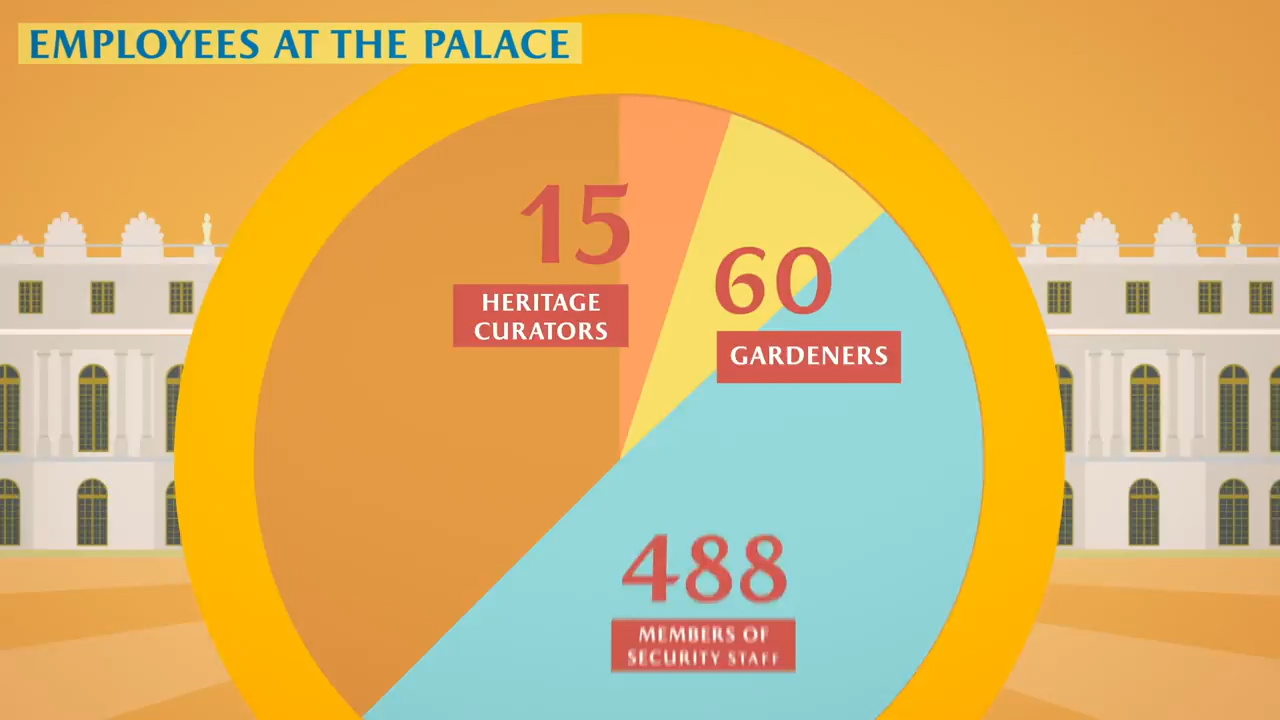 EMPLOYEES AT THE PALACE
15
HERITAGE
CURATORS
60
GARDENERS
488
MEMBERS OF
SECURITY STAFF